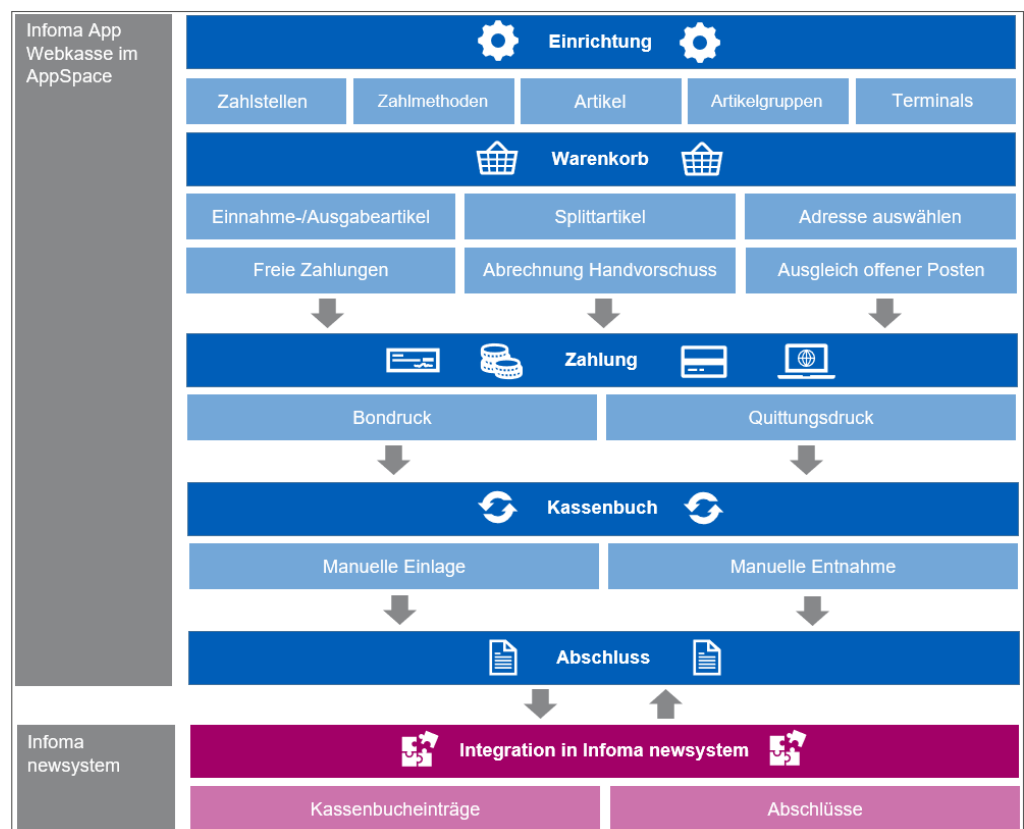 Infoma App
Webkasse im
AppSpace
Einrichtung
Zahlstellen
Zahlmethoden
Artikel
Artikelgruppen
Terminals
Warenkorb
Einnahme-/Ausgabeartikel
Splittartikel
Adresse auswählen
Freie Zahlungen
Abrechnung Handvorschuss
Ausgleich offener Posten
Zahlung
Bondruck
Quittungsdruck
Kassenbuch
Manuelle Einlage
Manuelle Entnahme
Abschluss
Infoma
newsystem
Integration in Infoma newsystem
Kassenbucheinträge
Abschlüsse